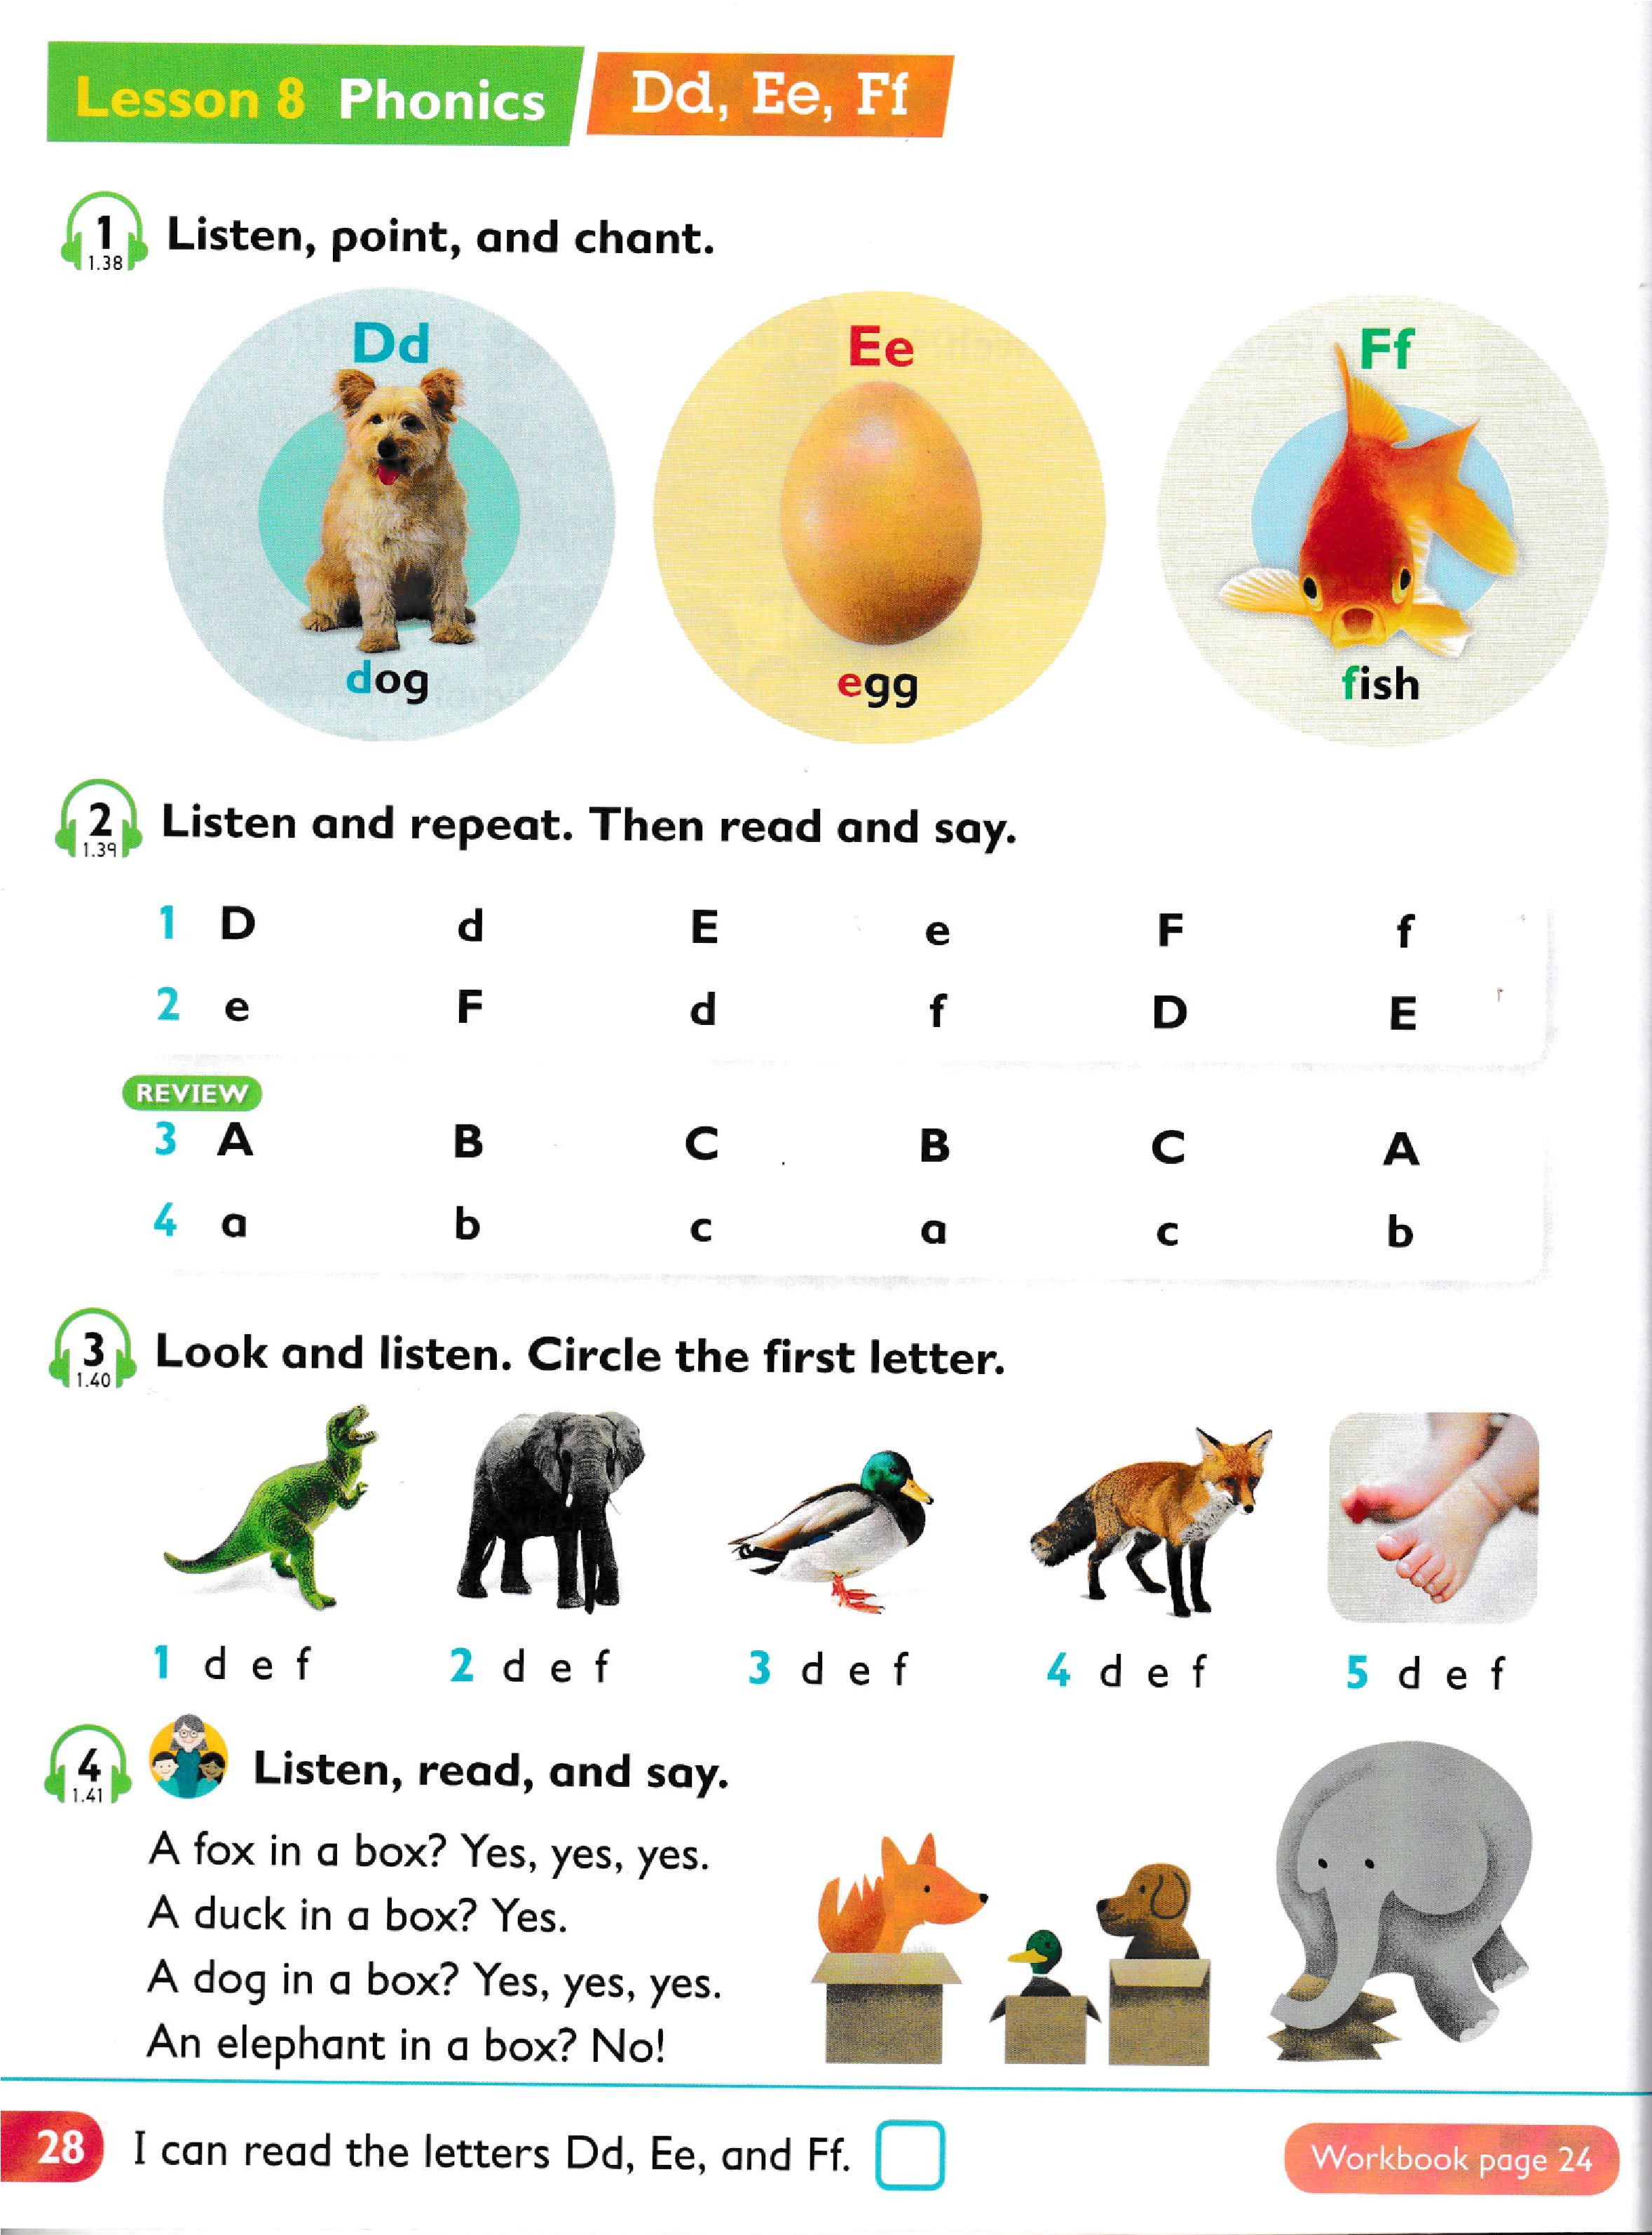 Lesson 8 Phonics Dd, Ee, Ff
1 Listen, point, and chant.
1.38
Dd Ee Ff
dog egg fish
2 Listen and repeat. Then read and say.
1.39
1 D d E e F f
2 e F d f D E
REVIEW
3 A B C B C A
4 a b c a c b
3 Look and listen. Circle the first letter.
1.40
1 d e f 2 d e f 3 d e f 4 d e f 5 d e f
4 Listen, read, and say.
1.41
A fox in a box? Yes, yes, yes.
A duck in a box? Yes.
A dog in a box? Yes, yes, yes.
An elephant in a box? No!
28 I can read the letters Dd, Ee, and Ff. Workbook page 24